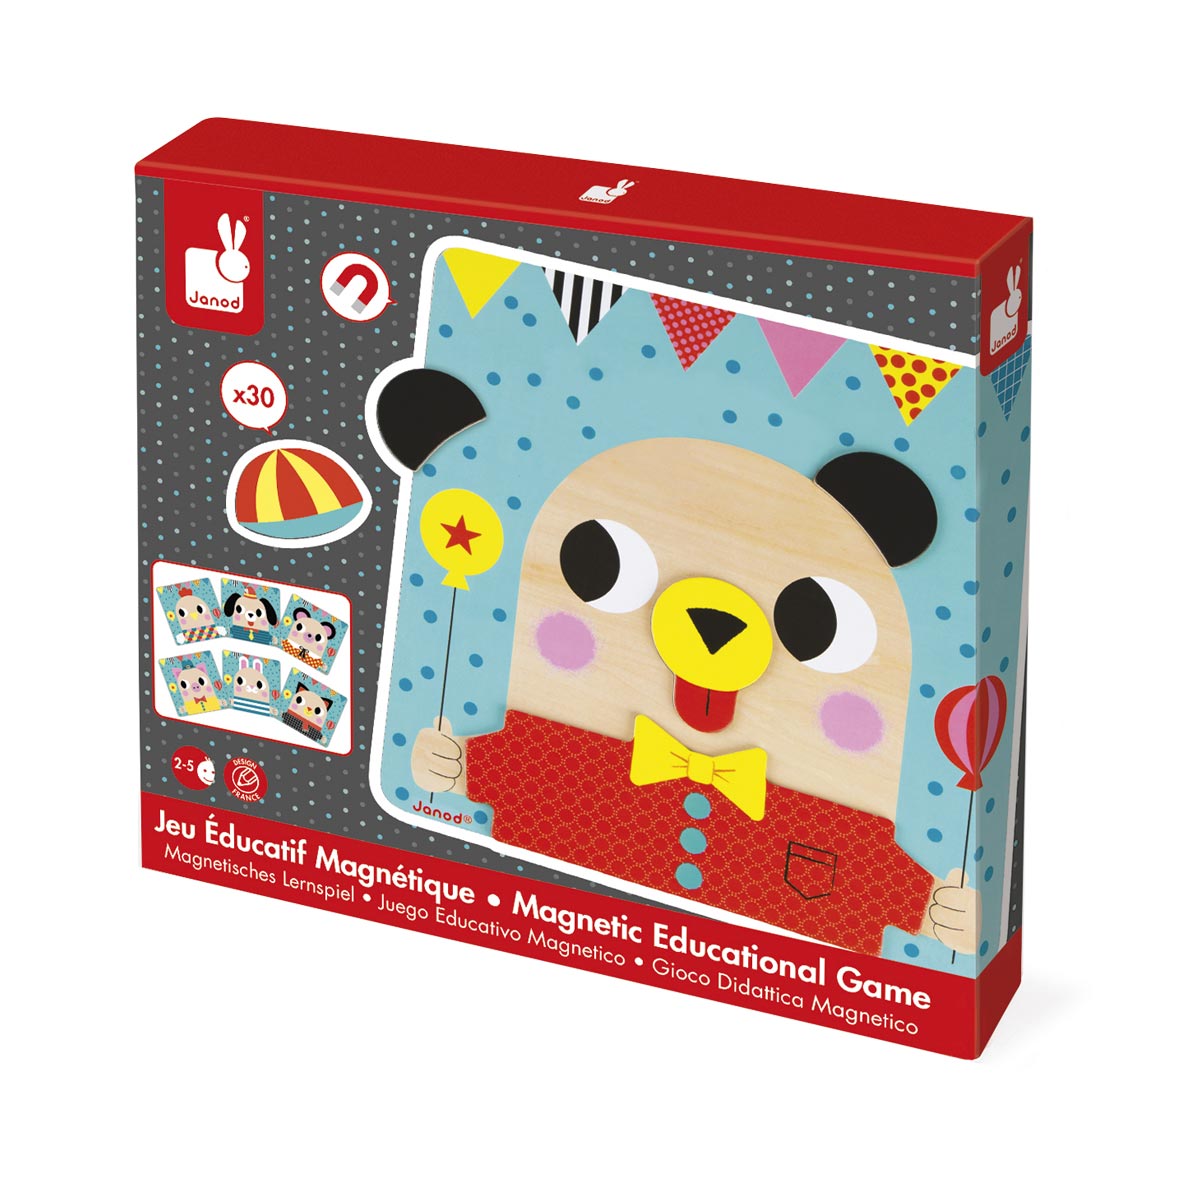 Janod
Janod
Janod
x30
2-5
DESIGN
FRANCE
Janod®
Jeu Éducatif Magnétique • Magnetic Educational Game
Magnetisches Lernspiel • Juego Educativo Magnetico • Gioco Didattica Magnetico